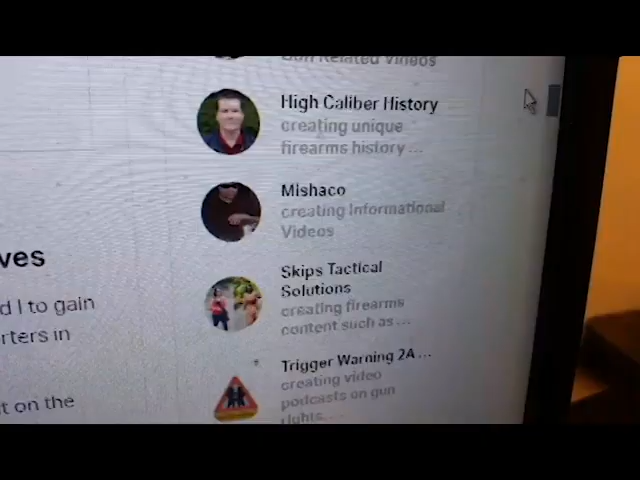 Gun Related Videos
High Caliber History
creating unique
firearms history ...
Mishaco
creating Informational
Videos
Skips Tactical
Solutions
creating firearms
content such as ...
Trigger Warning 2A ...
creating video
podcasts on gun
rights...
ves
d I to gain
rters in
t on the